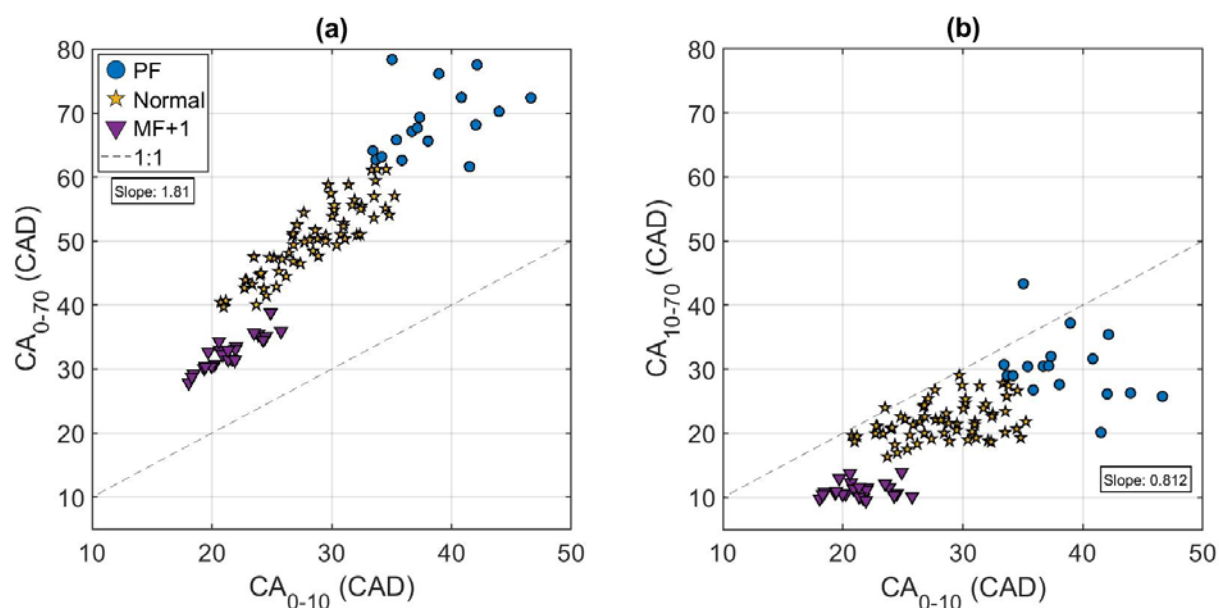 (a)
80
70
60
50
40
30
20
10
CA0-70 (CAD)
PF
Normal
MF+1
1:1
Slope: 1.81
10 20 30 40 50
CA0-10 (CAD)
(b)
80
70
60
50
40
30
20
10
CA10-70 (CAD)
Slope: 0.812
10 20 30 40 50
CA0-10 (CAD)